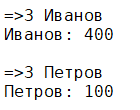 =>3 Иванов
Иванов: 400
=>3 Петров
Петров: 100